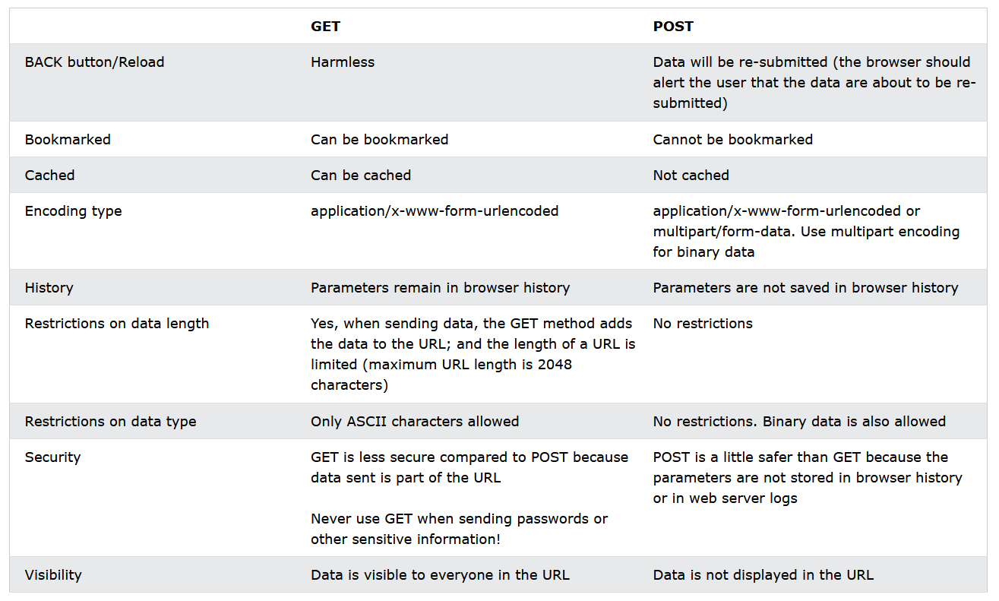 GET POST
BACK button/Reload Harmless Data will be re-submitted (the browser should
alert the user that the data are about to be re-
submitted)
Bookmarked Can be bookmarked Cannot be bookmarked
Cached Can be cached Not cached
Encoding type application/x-www-form-urlencoded application/x-www-form-urlencoded or
multipart/form-data. Use multipart encoding
for binary data
History Parameters remain in browser history Parameters are not saved in browser history
Restrictions on data length Yes, when sending data, the GET method adds No restrictions
the data to the URL; and the length of a URL is
limited (maximum URL length is 2048
characters)
Restrictions on data type Only ASCII characters allowed No restrictions. Binary data is also allowed
Security GET is less secure compared to POST because POST is a little safer than GET because the
data sent is part of the URL parameters are not stored in browser history
or in web server logs
Never use GET when sending passwords or
other sensitive information!
Visibility Data is visible to everyone in the URL Data is not displayed in the URL